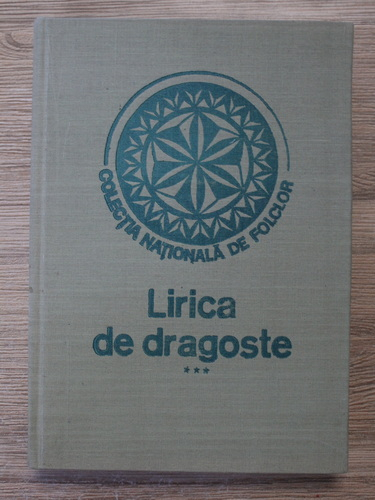 COLECȚIA NAȚIONALĂ DE FOLCLOR
Lirica
de dragoste
***